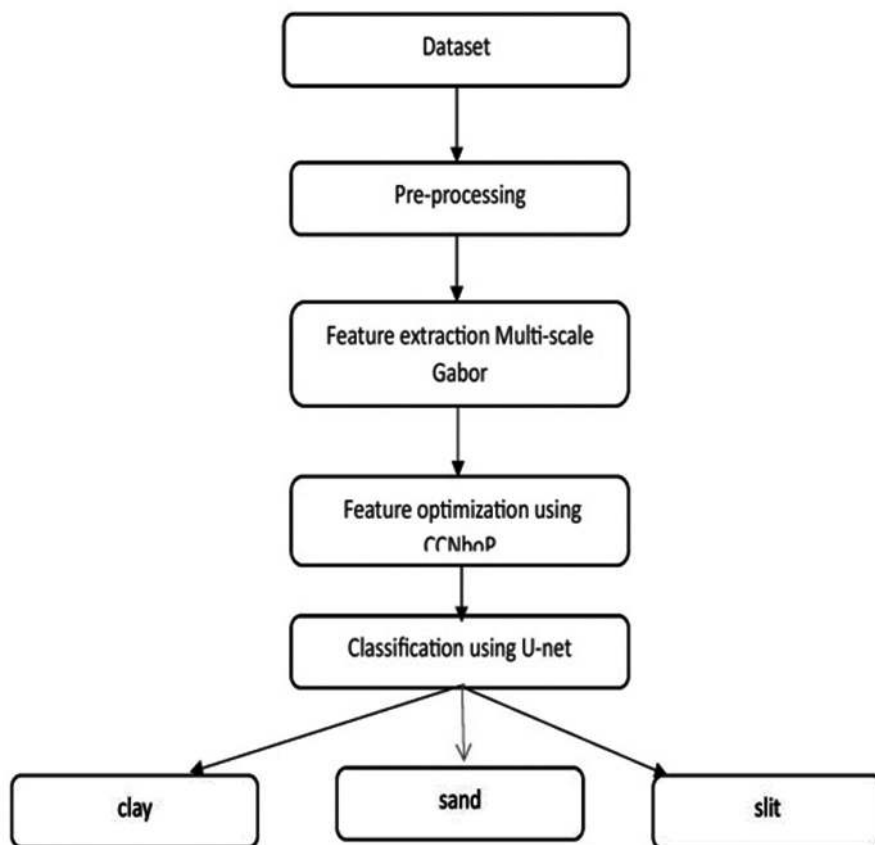 Dataset
Pre-processing
Feature extraction Multi-scale
Gabor
Feature optimization using
Classification using U-net
clay
sand
slit